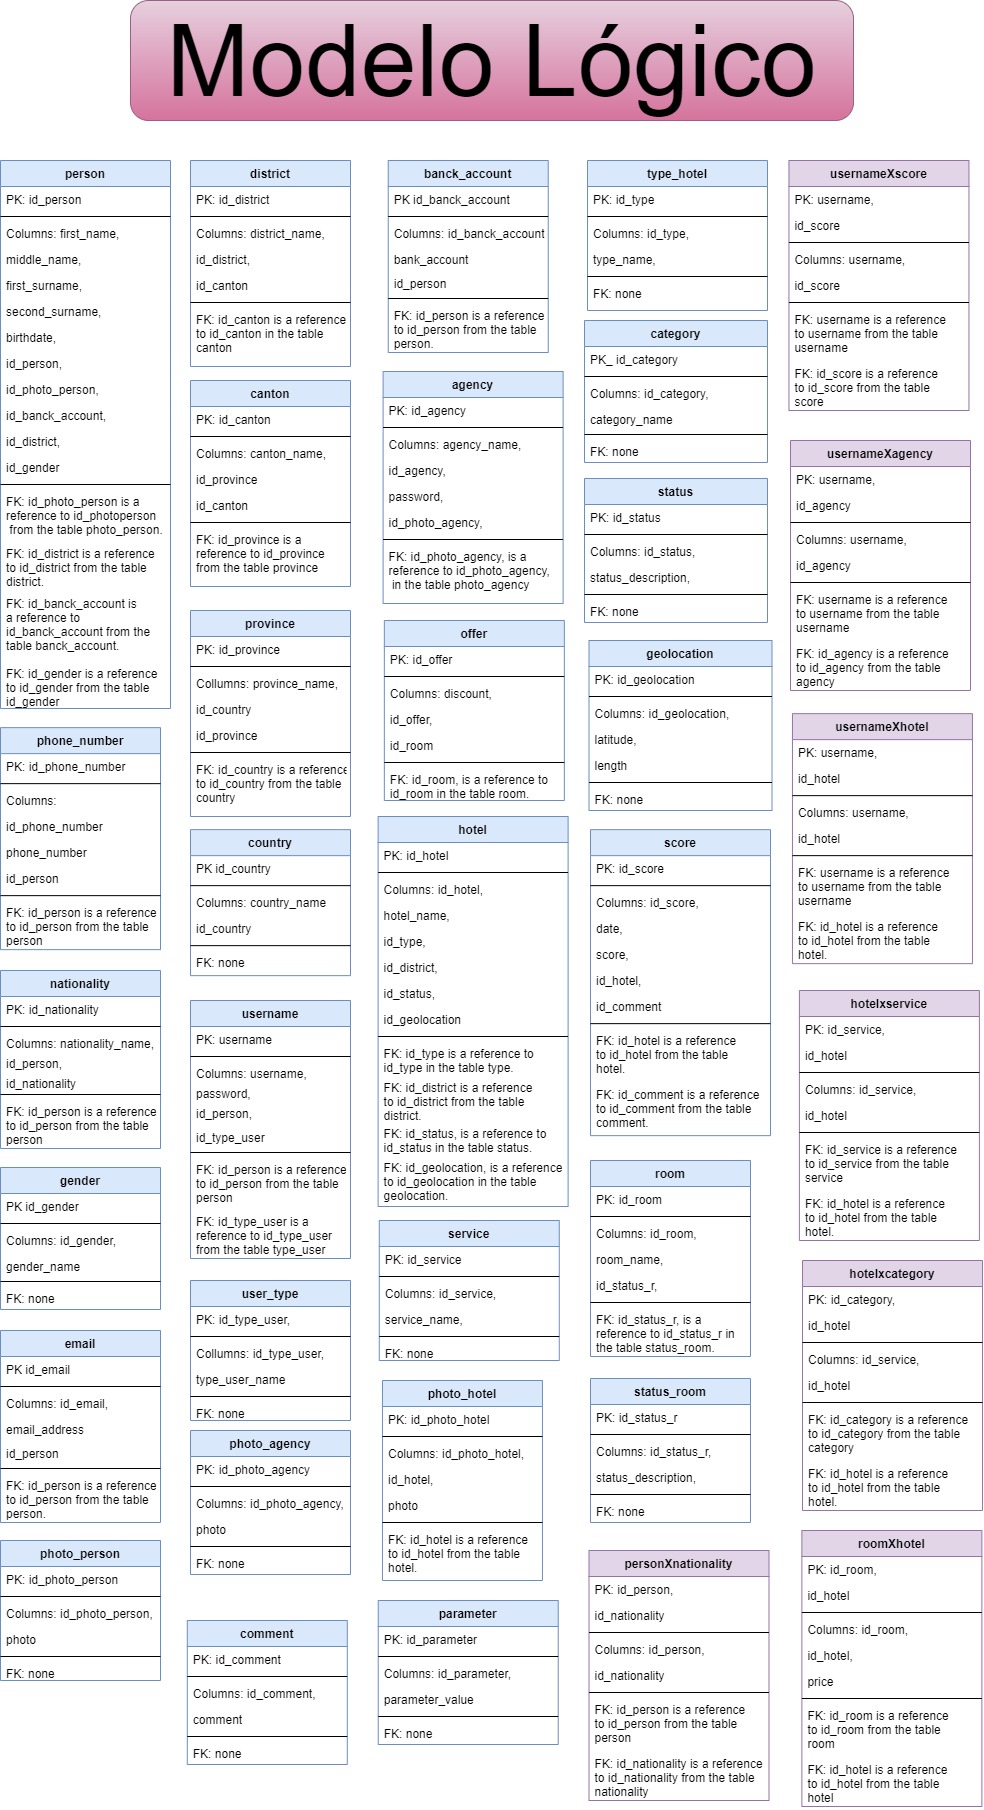 Modelo Lógico
person
PK: id_person
Columns: first_name,
middle_name,
first_surname,
second_surname,
birthdate,
id_person,
id_photo_person,
id_banck_account,
id_district,
id_gender
FK: id_photo_person is a
reference to id_photoperson
from the table photo_person.
FK: id_district is a reference
to id_district from the table
district.
FK: id_banck_account is
a reference to
id_banck_account from the
table banck_account.
FK: id_gender is a reference
to id_gender from the table
id_gender
phone_number
PK: id_phone_number
Columns:
id_phone_number
phone_number
id_person
FK: id_person is a reference
to id_person from the table
person
nationality
PK: id_nationality
Columns: nationality_name,
id_person,
id_nationality
FK: id_person is a reference
to id_person from the table
person
gender
PK id_gender
Columns: id_gender,
gender_name
FK: none
email
PK id_email
Columns: id_email,
email_address
id_person
FK: id_person is a reference
to id_person from the table
person.
photo_person
PK: id_photo_person
Columns: id_photo_person,
photo
FK: none
district
PK: id_district
Columns: district_name,
id_district,
id_canton
FK: id_canton is a reference
to id_canton in the table
canton
canton
PK: id_canton
Columns: canton_name,
id_province
id_canton
FK: id_province is a
reference to id_province
from the table province
province
PK: id_province
Collumns: province_name,
id_country
id_province
FK: id_country is a reference
to id_country from the table
country
country
PK id_country
Columns: country_name
id_country
FK: none
username
PK: username
Columns: username,
password,
id_person,
id_type_user
FK: id_person is a reference
to id_person from the table
person
FK: id_type_user is a
reference to id_type_user
from the table type_user
user_type
PK: id_type_user,
Collumns: id_type_user,
type_user_name
FK: none
photo_agency
PK: id_photo_agency
Columns: id_photo_agency,
photo
FK: none
comment
PK: id_comment
Columns: id_comment,
comment
FK: none
banck_account
PK id_banck_account
Columns: id_banck_account
bank_account
id_person
FK: id_person is a reference
to id_person from the table
person.
agency
PK: id_agency
Columns: agency_name,
id_agency,
password,
id_photo_agency,
FK: id_photo_agency, is a
reference to id_photo_agency,
in the table photo_agency
offer
PK: id_offer
Columns: discount,
id_offer,
id_room
FK: id_room, is a reference to
id_room in the table room.
hotel
PK: id_hotel
Columns: id_hotel,
hotel_name,
id_type,
id_district,
id_status,
id_geolocation
FK: id_type is a reference to
id_type in the table type.
FK: id_district is a reference
to id_district from the table
district.
FK: id_status, is a reference to
id_status in the table status.
FK: id_geolocation, is a reference
to id_geolocation in the table
geolocation.
service
PK: id_service
Columns: id_service,
service_name,
FK: none
photo_hotel
PK: id_photo_hotel
Columns: id_photo_hotel,
id_hotel,
photo
FK: id_hotel is a reference
to id_hotel from the table
hotel.
parameter
PK: id_parameter
Columns: id_parameter,
parameter_value
FK: none
type_hotel
PK: id_type
Columns: id_type,
type_name,
FK: none
category
PK_ id_category
Columns: id_category,
category_name
FK: none
status
PK: id_status
Columns: id_status,
status_description,
FK: none
geolocation
PK: id_geolocation
Columns: id_geolocation,
latitude,
length
FK: none
score
PK: id_score
Columns: id_score,
date,
score,
id_hotel,
id_comment
FK: id_hotel is a reference
to id_hotel from the table
hotel.
FK: id_comment is a reference
to id_comment from the table
comment.
room
PK: id_room
Columns: id_room,
room_name,
id_status_r,
FK: id_status_r, is a
reference to id_status_r in
the table status_room.
status_room
PK: id_status_r
Columns: id_status_r,
status_description,
FK: none
personXnationality
PK: id_person,
id_nationality
Columns: id_person,
id_nationality
FK: id_person is a reference
to id_person from the table
person
FK: id_nationality is a reference
to id_nationality from the table
nationality
usernameXscore
PK: username,
id_score
Columns: username,
id_score
FK: username is a reference
to username from the table
username
FK: id_score is a reference
to id_score from the table
score
usernameXagency
PK: username,
id_agency
Columns: username,
id_agency
FK: username is a reference
to username from the table
username
FK: id_agency is a reference
to id_agency from the table
agency
usernameXhotel
PK: username,
id_hotel
Columns: username,
id_hotel
FK: username is a reference
to username from the table
username
FK: id_hotel is a reference
to id_hotel from the table
hotel.
hotelxservice
PK: id_service,
id_hotel
Columns: id_service,
id_hotel
FK: id_service is a reference
to id_service from the table
service
FK: id_hotel is a reference
to id_hotel from the table
hotel.
hotelxcategory
PK: id_category,
id_hotel
Columns: id_service,
id_hotel
FK: id_category is a reference
to id_category from the table
category
FK: id_hotel is a reference
to id_hotel from the table
hotel.
roomXhotel
PK: id_room,
id_hotel
Columns: id_room,
id_hotel,
price
FK: id_room is a reference
to id_room from the table
room
FK: id_hotel is a reference
to id_hotel from the table
hotel